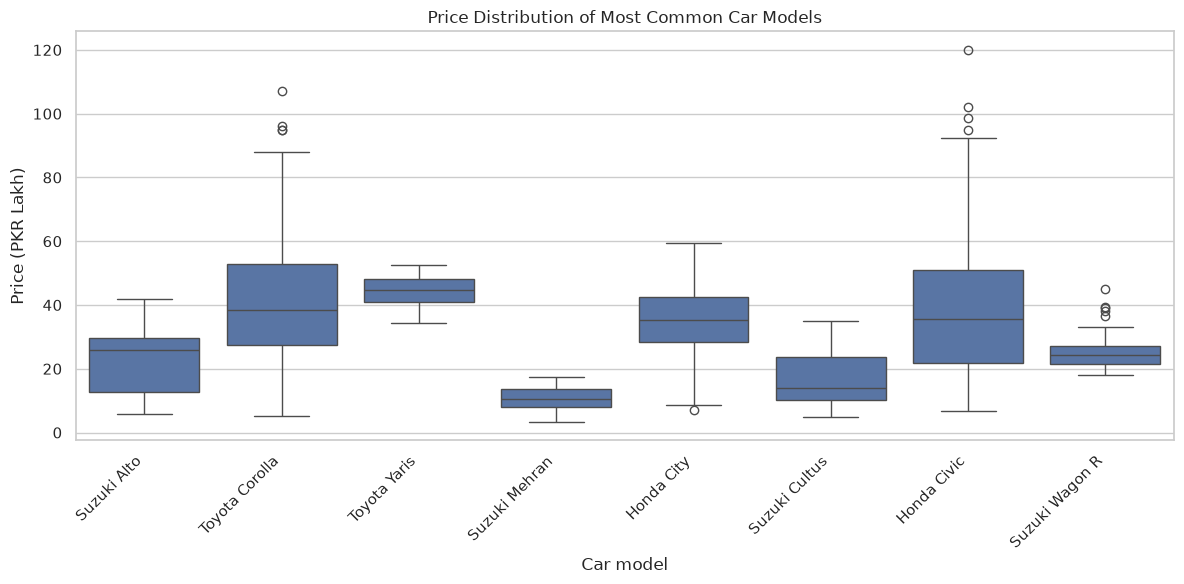 Price Distribution of Most Common Car Models
Price (PKR Lakh)
120
100
80
60
40
20
0
Suzuki Alto
Toyota Corolla
Toyota Yaris
Suzuki Mehran
Honda City
Suzuki Cultus
Honda Civic
Suzuki Wagon R
Car model